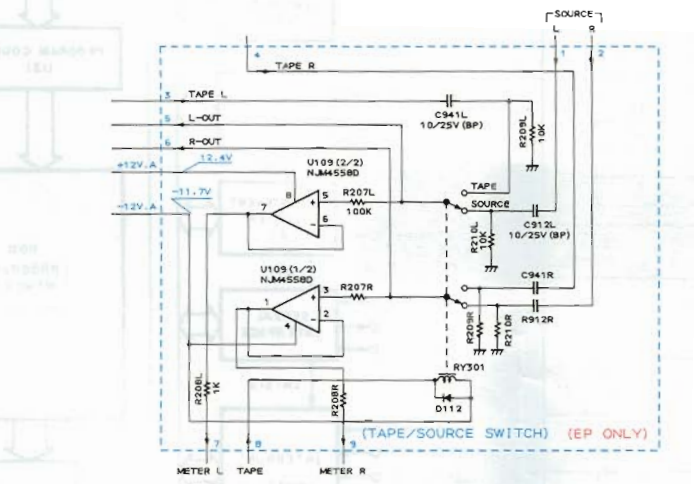 SOURCE
L R
1 2
4
TAPE R
3 TAPE L
C941L
10/25V (BP)
R209L
10K
5 L-OUT
6 R-OUT
+12V.A
12.4V
-11.7V
-12V.A
U109 (2/2)
NJM4558D
8
7
5
6
R207L
100K
TAPE
SOURCE
R210L
10K
C912L
10/25V (BP)
U109 (1/2)
NJM4558D
1
3
2
4
R207R
C941R
R912R
R209R
R210R
RY301
D112
R208L
1K
R208R
(TAPE/SOURCE SWITCH) (EP ONLY)
7 8 9
METER L TAPE METER R